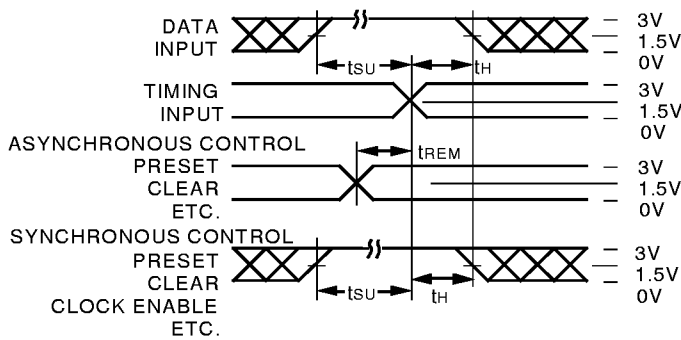 DATA
INPUT
3V
1.5V
0V
tSU
tH
TIMING
INPUT
3V
1.5V
0V
ASYNCHRONOUS CONTROL
tREM
PRESET
CLEAR
ETC.
3V
1.5V
0V
SYNCHRONOUS CONTROL
PRESET
CLEAR
CLOCK ENABLE
ETC.
3V
1.5V
0V
tSU
tH